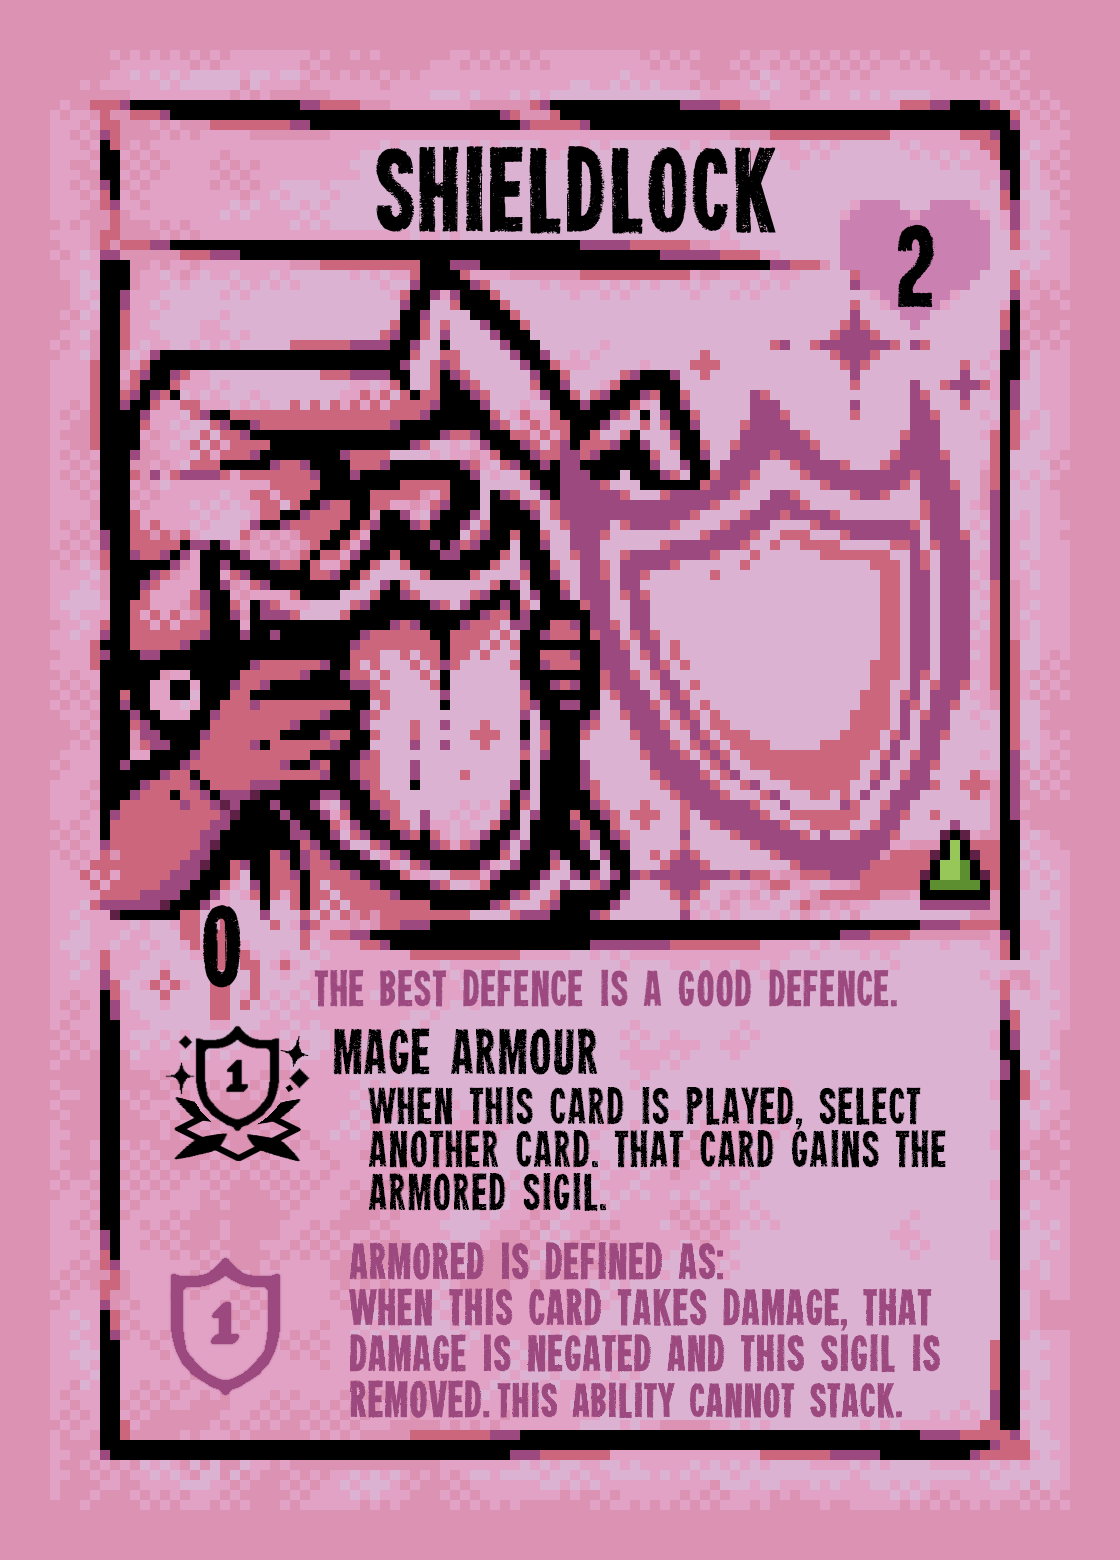 SHIELDLOCK
2
0
THE BEST DEFENCE IS A GOOD DEFENCE.
1
MAGE ARMOUR
WHEN THIS CARD IS PLAYED, SELECT
ANOTHER CARD. THAT CARD GAINS THE
ARMORED SIGIL.
1
ARMORED IS DEFINED AS:
WHEN THIS CARD TAKES DAMAGE, THAT
DAMAGE IS NEGATED AND THIS SIGIL IS
REMOVED. THIS ABILITY CANNOT STACK.